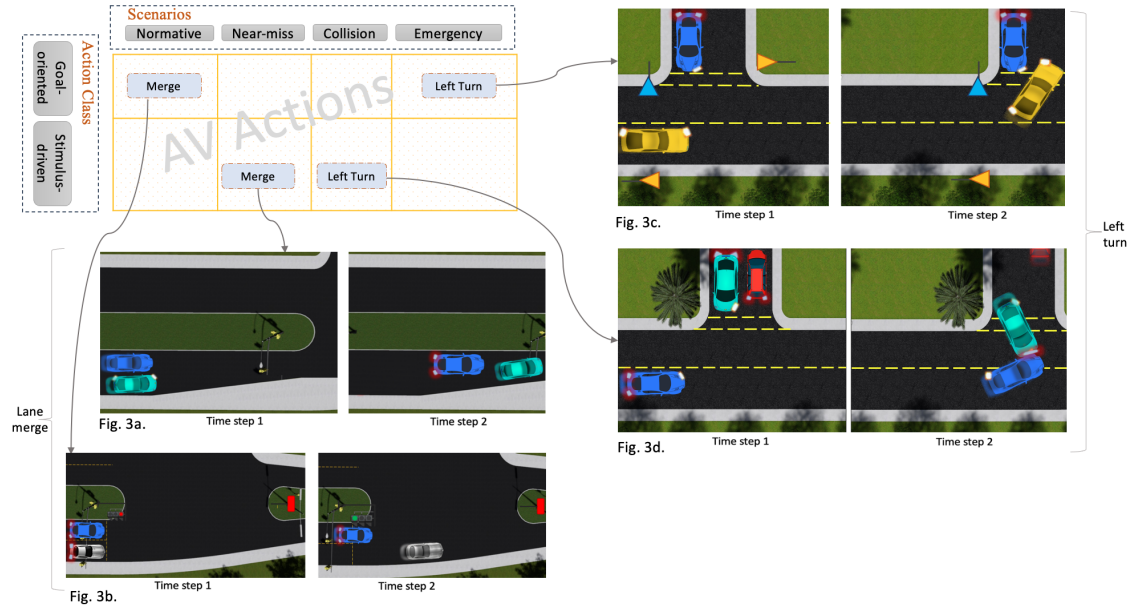 Scenarios
Normative
Near-miss
Collision
Emergency
Action Class
Goal-
oriented
Stimulus-
driven
AV Actions
Merge
Left Turn
Merge
Left Turn
Time step 1
Time step 2
Fig. 3c.
Left
turn
Time step 1
Time step 2
Fig. 3d.
Lane
merge
Time step 1
Time step 2
Fig. 3a.
Time step 1
Time step 2
Fig. 3b.